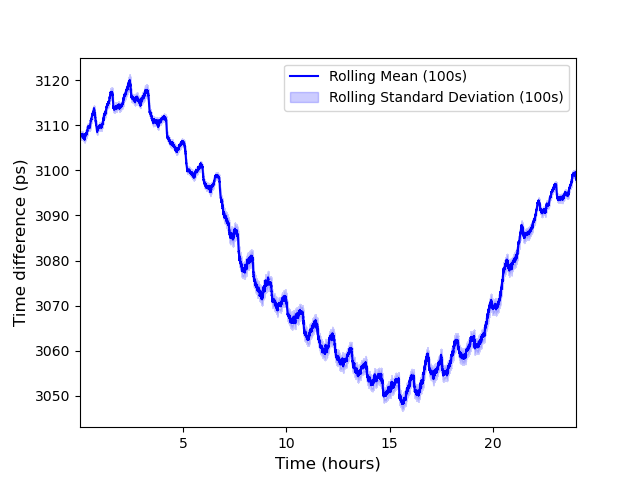 Rolling Mean (100s)
Rolling Standard Deviation (100s)
3120
3110
3100
3090
3080
3070
3060
3050
Time difference (ps)
5 10 15 20
Time (hours)